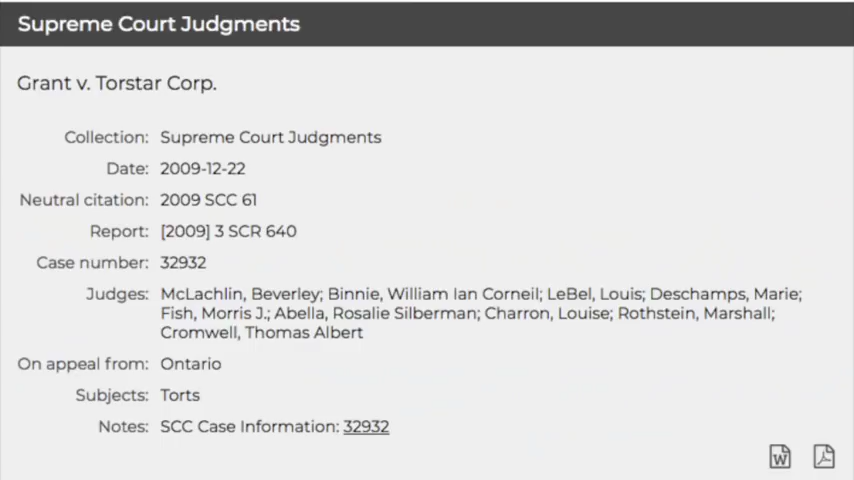 Supreme Court Judgments
Grant v. Torstar Corp.
Collection: Supreme Court Judgments
Date: 2009-12-22
Neutral citation: 2009 SCC 61
Report: [2009] 3 SCR 640
Case number: 32932
Judges: McLachlin, Beverley; Binnie, William Ian Corneil; LeBel, Louis; Deschamps, Marie;
Fish, Morris J.; Abella, Rosalie Silberman; Charron, Louise; Rothstein, Marshall;
Cromwell, Thomas Albert
On appeal from: Ontario
Subjects: Torts
Notes: SCC Case Information: 32932
W